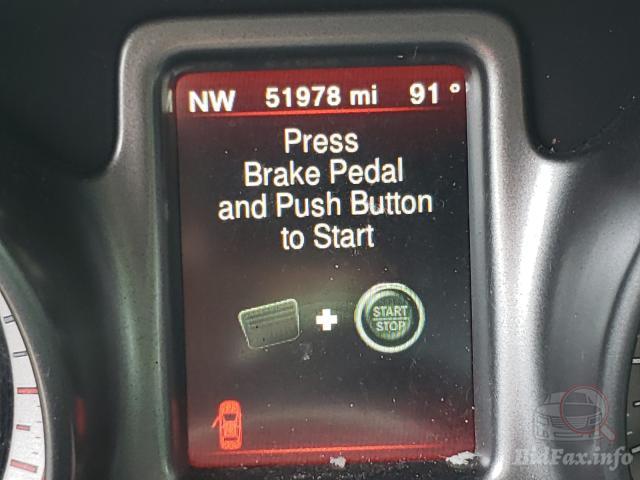 NW 51978 mi 91°
Press
Brake Pedal
and Push Button
to Start
START
STOP
BidFax.info